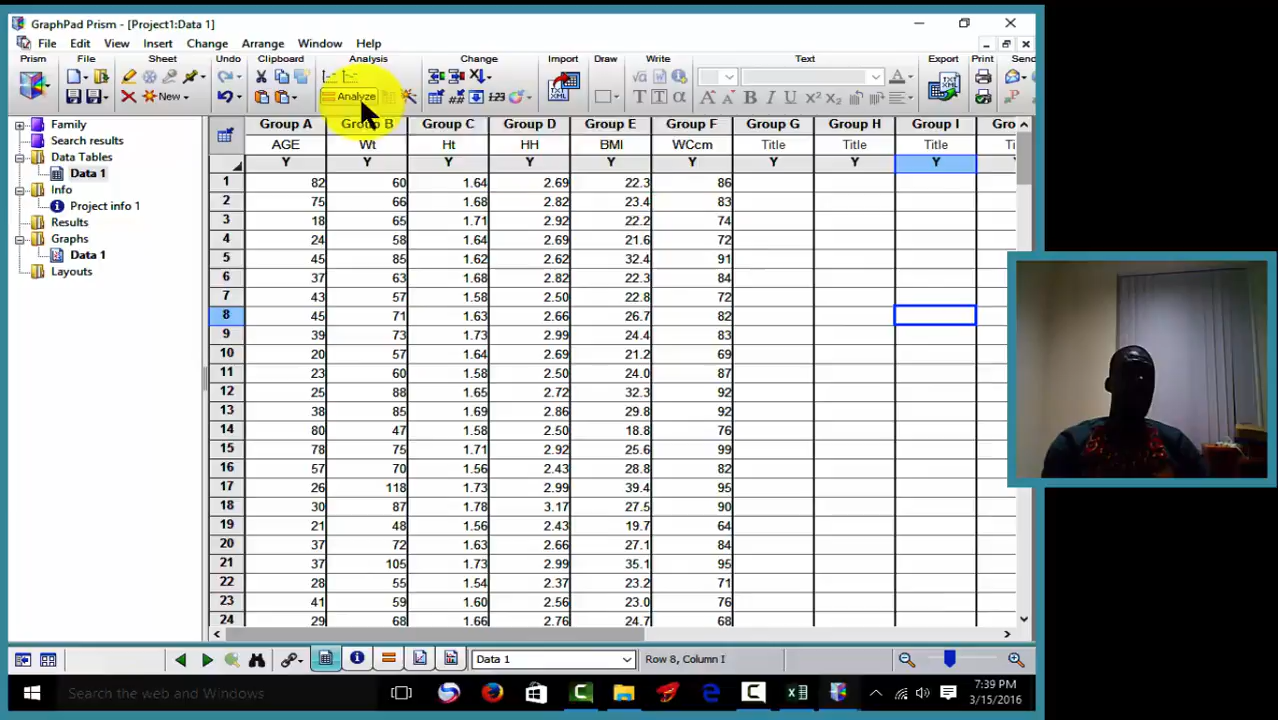 GraphPad Prism - [Project1:Data 1]
File Edit View Insert Change Arrange Window Help
Prism File Sheet Undo Clipboard Analysis Change Import Draw Write Text Export Print Send
New Analyze
Family
Search results
Data Tables
Data 1
Info
Project info 1
Results
Graphs
Data 1
Layouts
Group A Group B Group C Group D Group E Group F Group G Group H Group I Gro
AGE Wt Ht HH BMI WCcm Title Title Title Ti
Y Y Y Y Y Y Y Y Y
1 82 60 1.64 2.69 22.3 86
2 75 66 1.68 2.82 23.4 83
3 18 65 1.71 2.92 22.2 74
4 24 58 1.64 2.69 21.6 72
5 45 85 1.62 2.62 32.4 91
6 37 63 1.68 2.82 22.3 84
7 43 57 1.58 2.50 22.8 72
8 45 71 1.63 2.66 26.7 82
9 39 73 1.73 2.99 24.4 83
10 20 57 1.64 2.69 21.2 69
11 23 60 1.58 2.50 24.0 87
12 25 88 1.65 2.72 32.3 92
13 38 85 1.69 2.86 29.8 92
14 80 47 1.58 2.50 18.8 76
15 78 75 1.71 2.92 25.6 99
16 57 70 1.56 2.43 28.8 82
17 26 118 1.73 2.99 39.4 95
18 30 87 1.78 3.17 27.5 90
19 21 48 1.56 2.43 19.7 64
20 37 72 1.63 2.66 27.1 84
21 37 105 1.73 2.99 35.1 95
22 28 55 1.54 2.37 23.2 71
23 41 59 1.60 2.56 23.0 76
24 29 68 1.66 2.76 24.7 68
Data 1 Row 8, Column I
Search the web and Windows
7:39 PM
3/15/2016